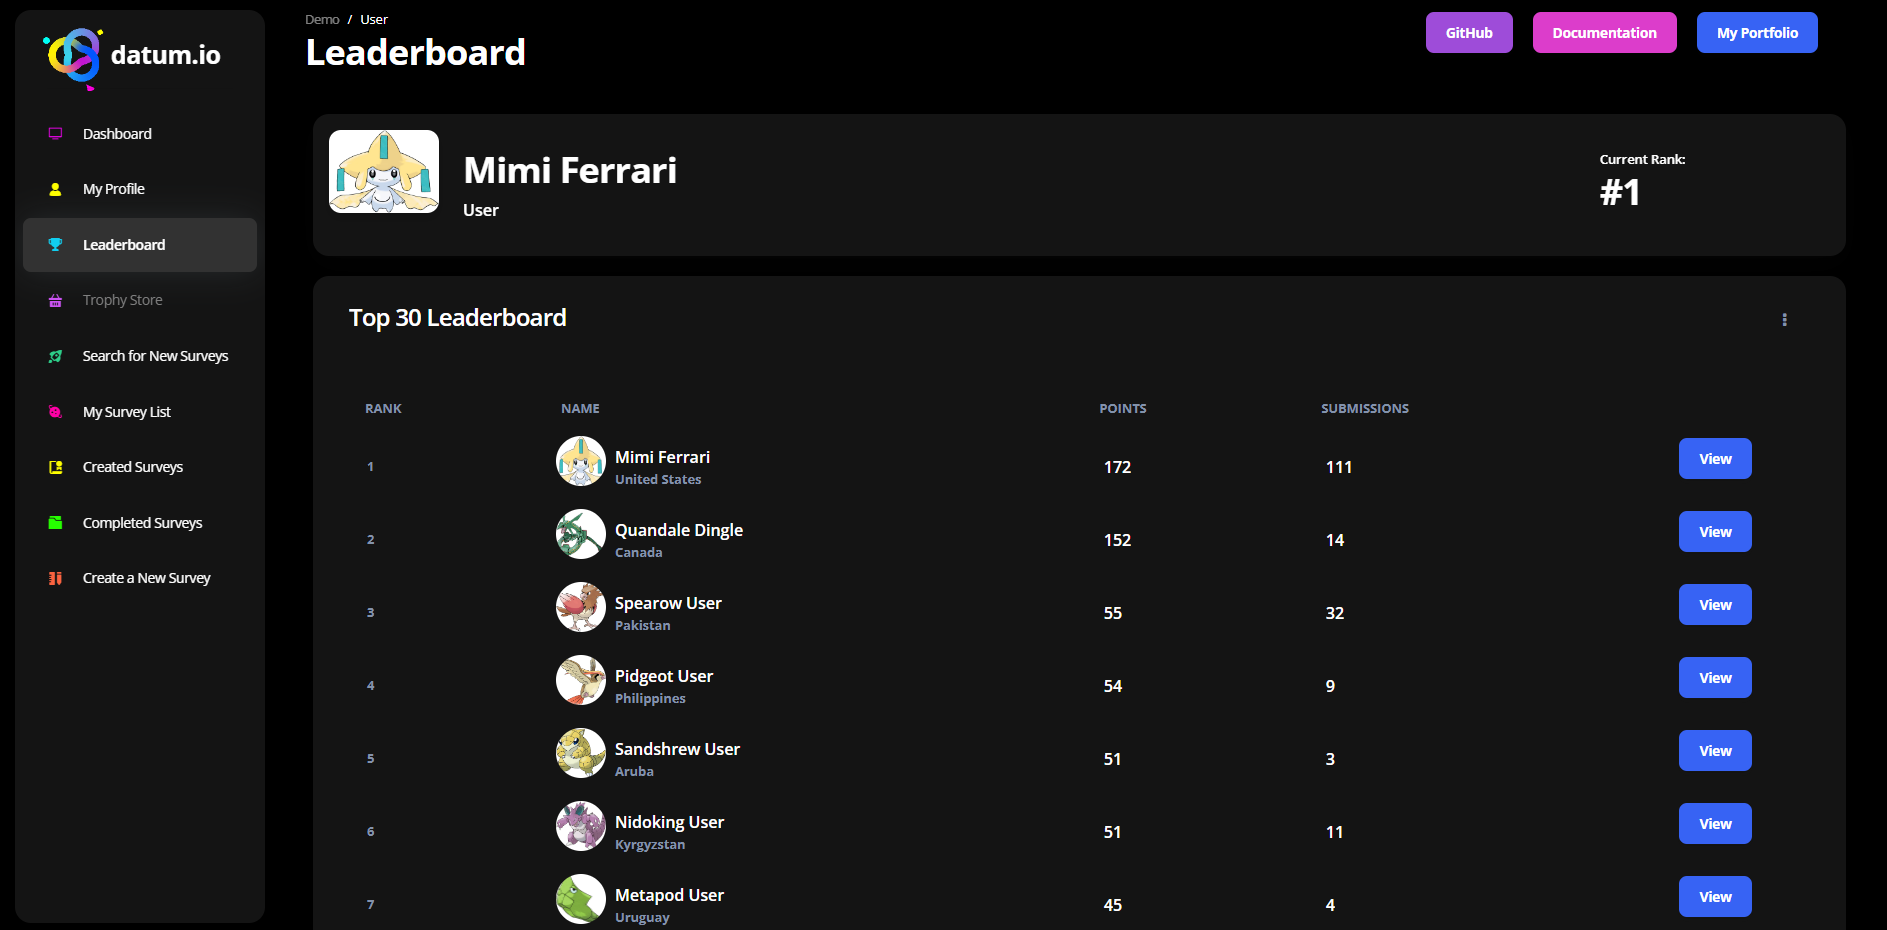 datum.io
Dashboard
My Profile
Leaderboard
Trophy Store
Search for New Surveys
My Survey List
Created Surveys
Completed Surveys
Create a New Survey
Demo / User
Leaderboard
GitHub
Documentation
My Portfolio
Mimi Ferrari
User
Current Rank:
#1
Top 30 Leaderboard
RANK NAME POINTS SUBMISSIONS
1 Mimi Ferrari 172 111 View
United States
2 Quandale Dingle 152 14 View
Canada
3 Spearow User 55 32 View
Pakistan
4 Pidgeot User 54 9 View
Philippines
5 Sandshrew User 51 3 View
Aruba
6 Nidoking User 51 11 View
Kyrgyzstan
7 Metapod User 45 4 View
Uruguay